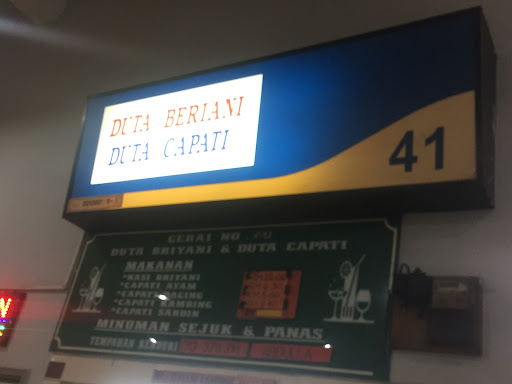 DUTA BERIANI
DUTA CAPATI
41
GERAI NO
DUTA BRIYANI & DUTA CAPATI
MAKANAN
*NASI BRIYANI
*CAPATI AYAM
*CAPATI DAGING
*CAPATI KAMBING
*CAPATI SARDIN
MINUMAN SEJUK & PANAS
TEMPAHAN